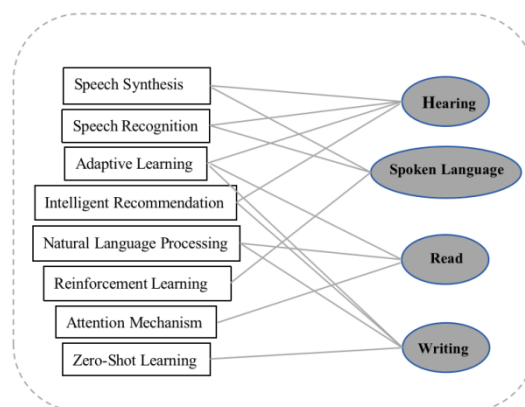 Speech Synthesis
Speech Recognition
Adaptive Learning
Intelligent Recommendation
Natural Language Processing
Reinforcement Learning
Attention Mechanism
Zero-Shot Learning
Hearing
Spoken Language
Read
Writing